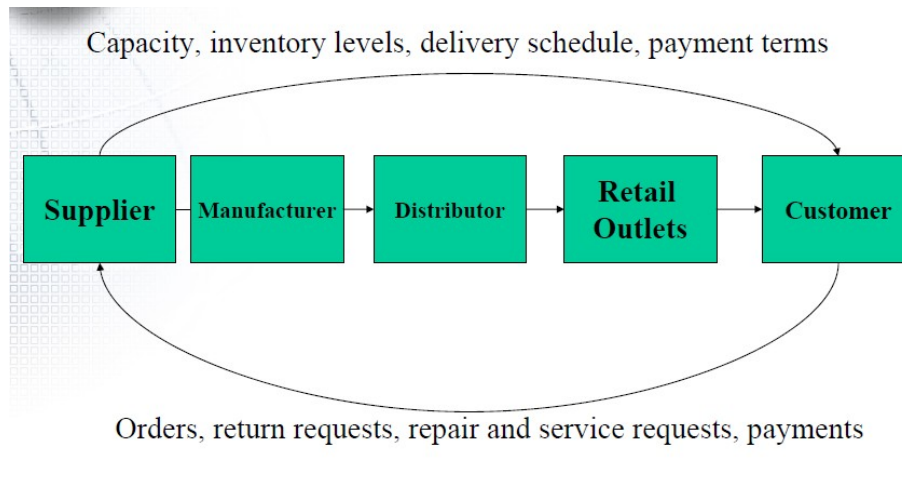 Capacity, inventory levels, delivery schedule, payment terms
Supplier
Manufacturer
Distributor
Retail
Outlets
Customer
Orders, return requests, repair and service requests, payments